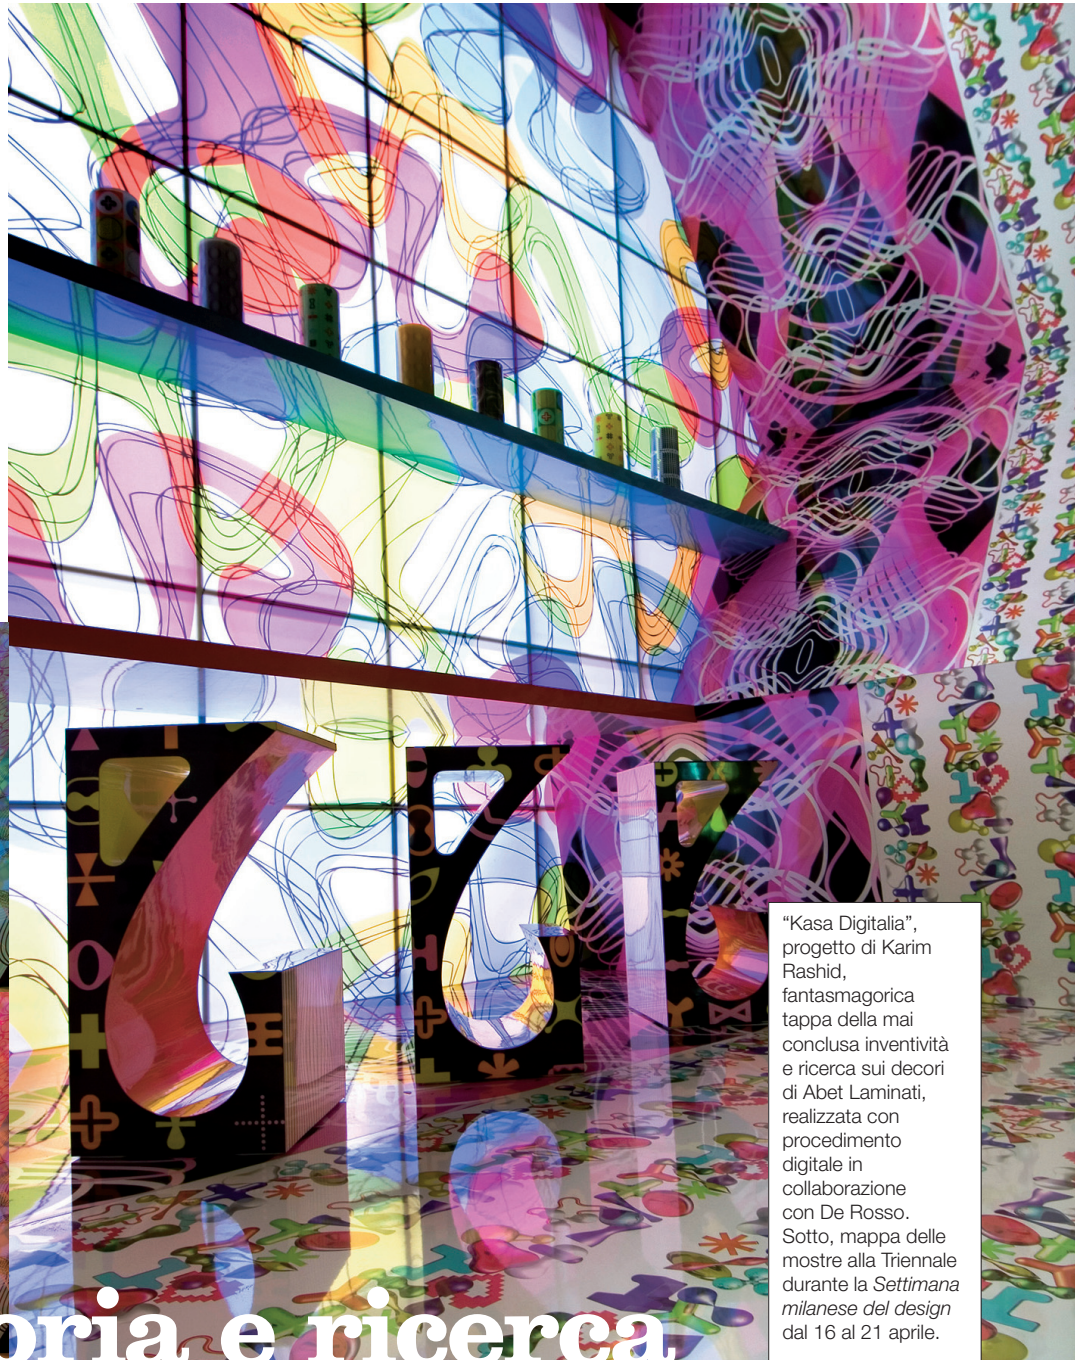 “Kasa Digitalia”,
progetto di Karim
Rashid,
fantasmagorica
tappa della mai
conclusa inventività
e ricerca sui decori
di Abet Laminati,
realizzata con
procedimento
digitale in
collaborazione
con De Rosso.
Sotto, mappa delle
mostre alla Triennale
durante la Settimana
milanese del design
dal 16 al 21 aprile.
oria e ricerca